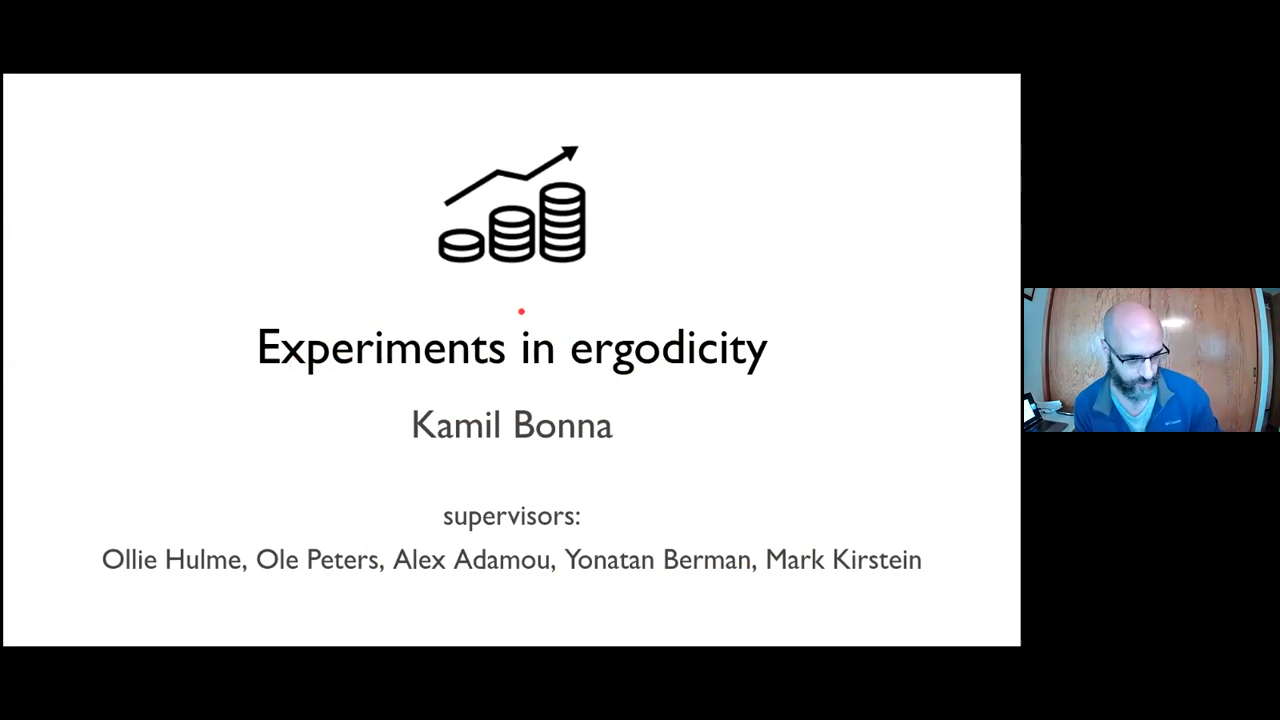 Experiments in ergodicity
Kamil Bonna
supervisors:
Ollie Hulme, Ole Peters, Alex Adamou, Yonatan Berman, Mark Kirstein